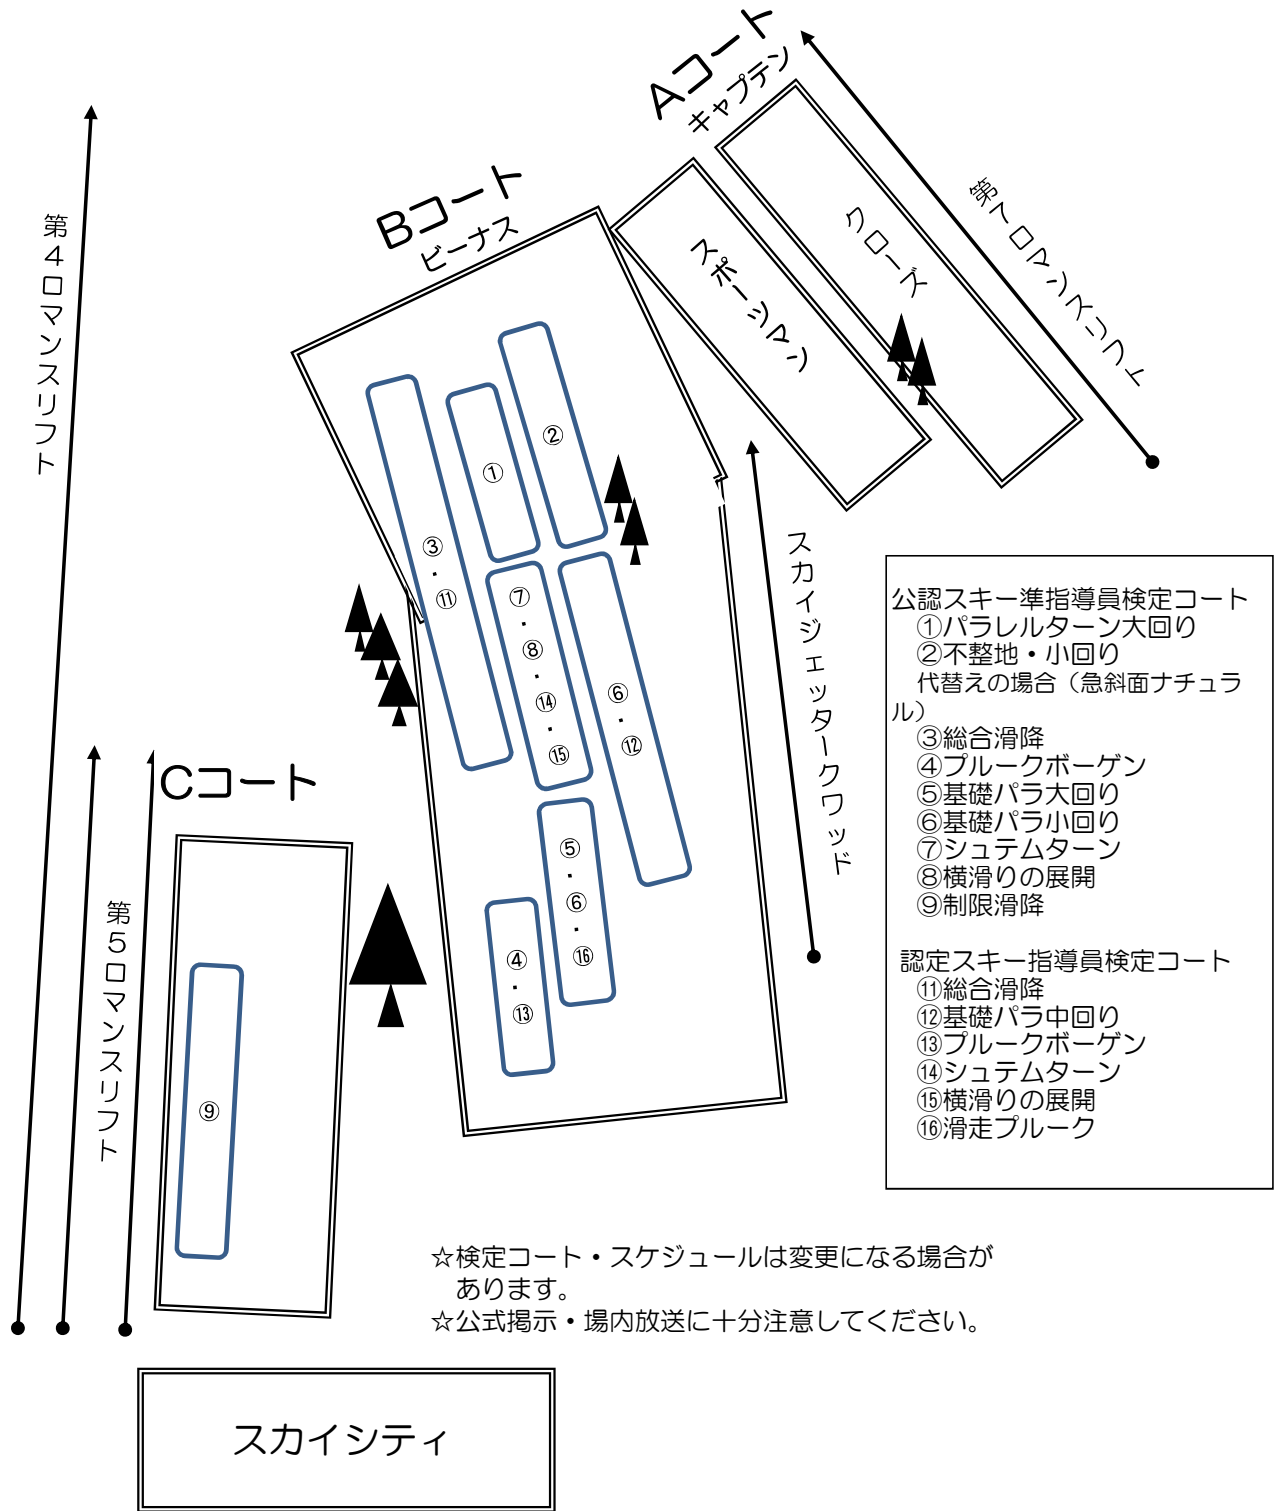 Aコート
キャプテン
Bコート
ビーナス
第4ロマンスリフト
スポーツマン
クローズ
第7ロマンスリフト
②
①
③・⑪
⑦・⑧・⑭・⑮
⑥・⑫
スカイジェッタークワッド
Cコート
第5ロマンスリフト
⑤・⑥・⑯
④・⑬
⑨
公認スキー準指導員検定コート
①パラレルターン大回り
②不整地・小回り
代替えの場合（急斜面ナチュラ
ル）
③総合滑降
④プルークボーゲン
⑤基礎パラ大回り
⑥基礎パラ小回り
⑦シュテムターン
⑧横滑りの展開
⑨制限滑降
認定スキー指導員検定コート
⑪総合滑降
⑫基礎パラ中回り
⑬プルークボーゲン
⑭シュテムターン
⑮横滑りの展開
⑯滑走プルーク
☆検定コート・スケジュールは変更になる場合が
あります。
☆公式掲示・場内放送に十分注意してください。
スカイシティ